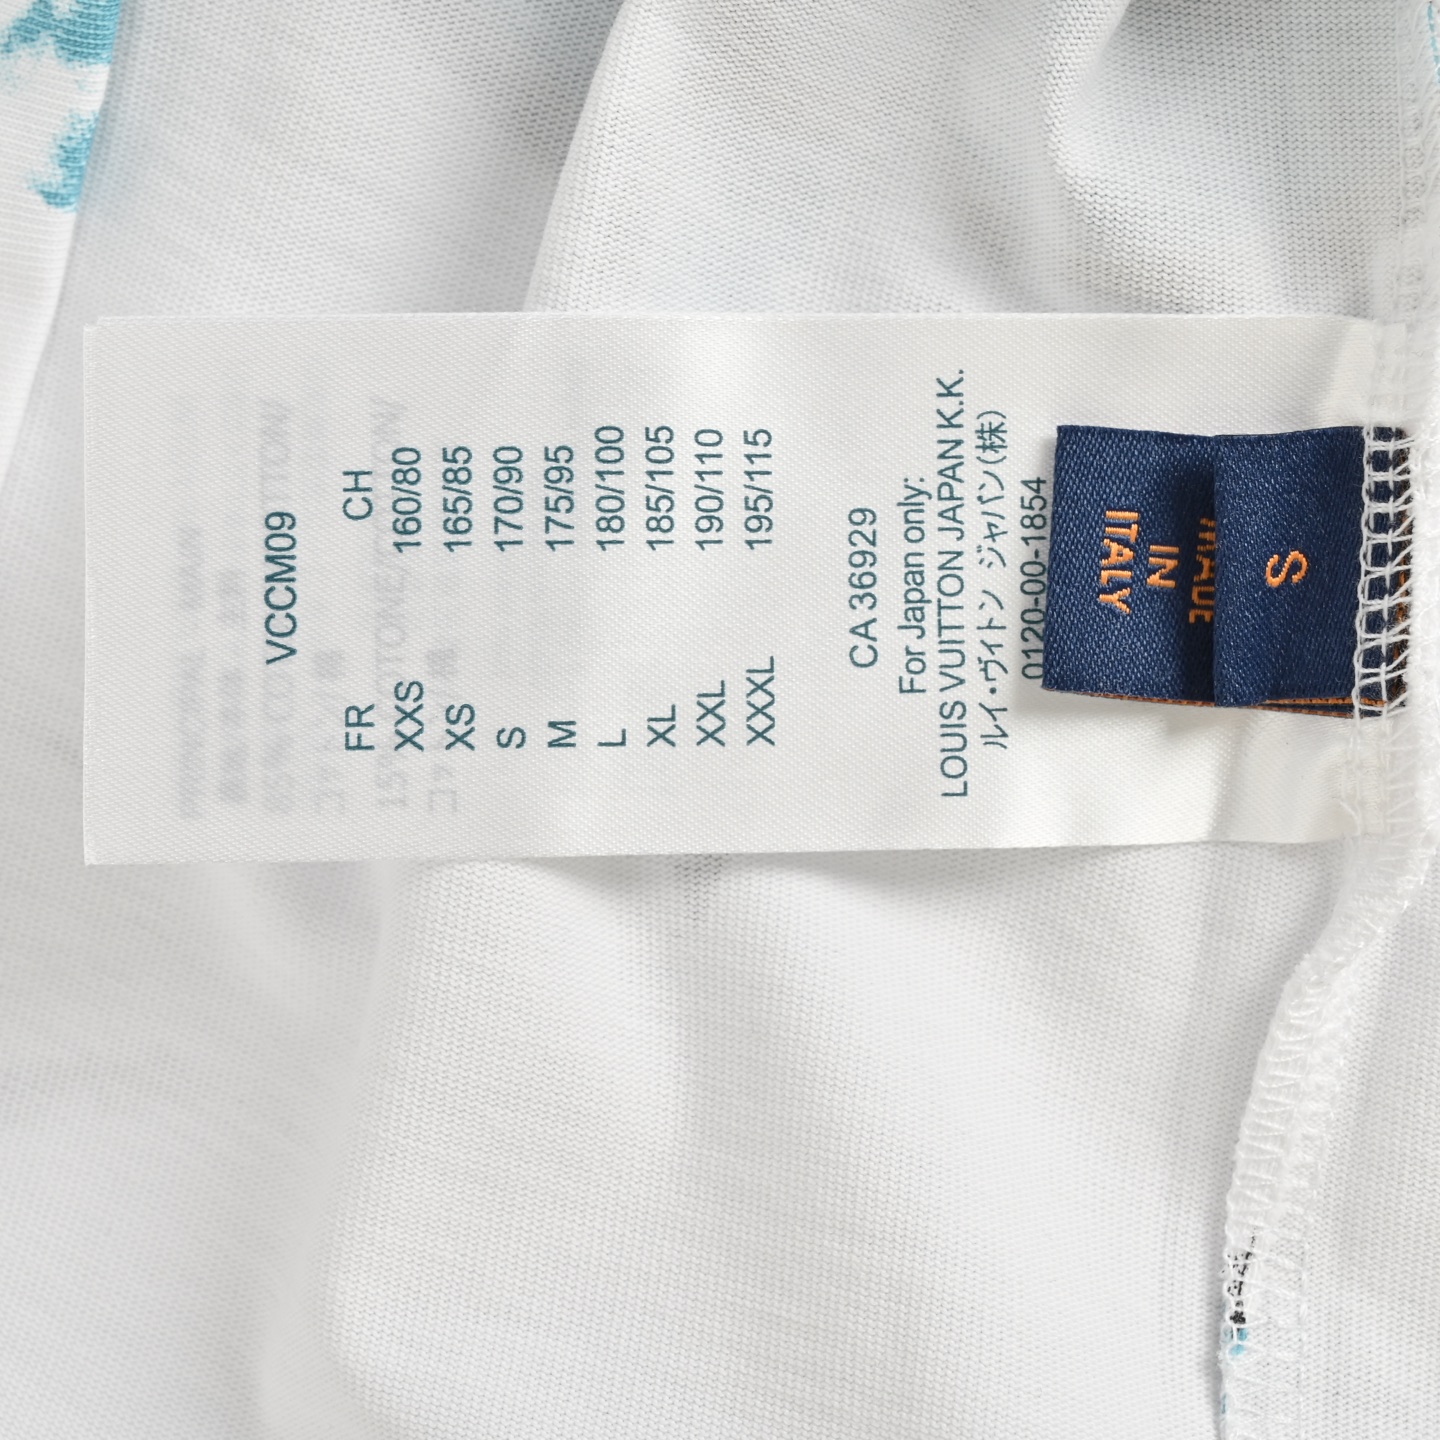 VCCM09
FR CH
XXS 160/80
XS 165/85
S 170/90
M 175/95
L 180/100
XL 185/105
XXL 190/110
XXXL 195/115
CA 36929
For Japan only:
LOUIS VUITTON JAPAN K.K.
ルイ・ヴィトン ジャパン(株)
0120-00-1854
S
MADE
IN
ITALY